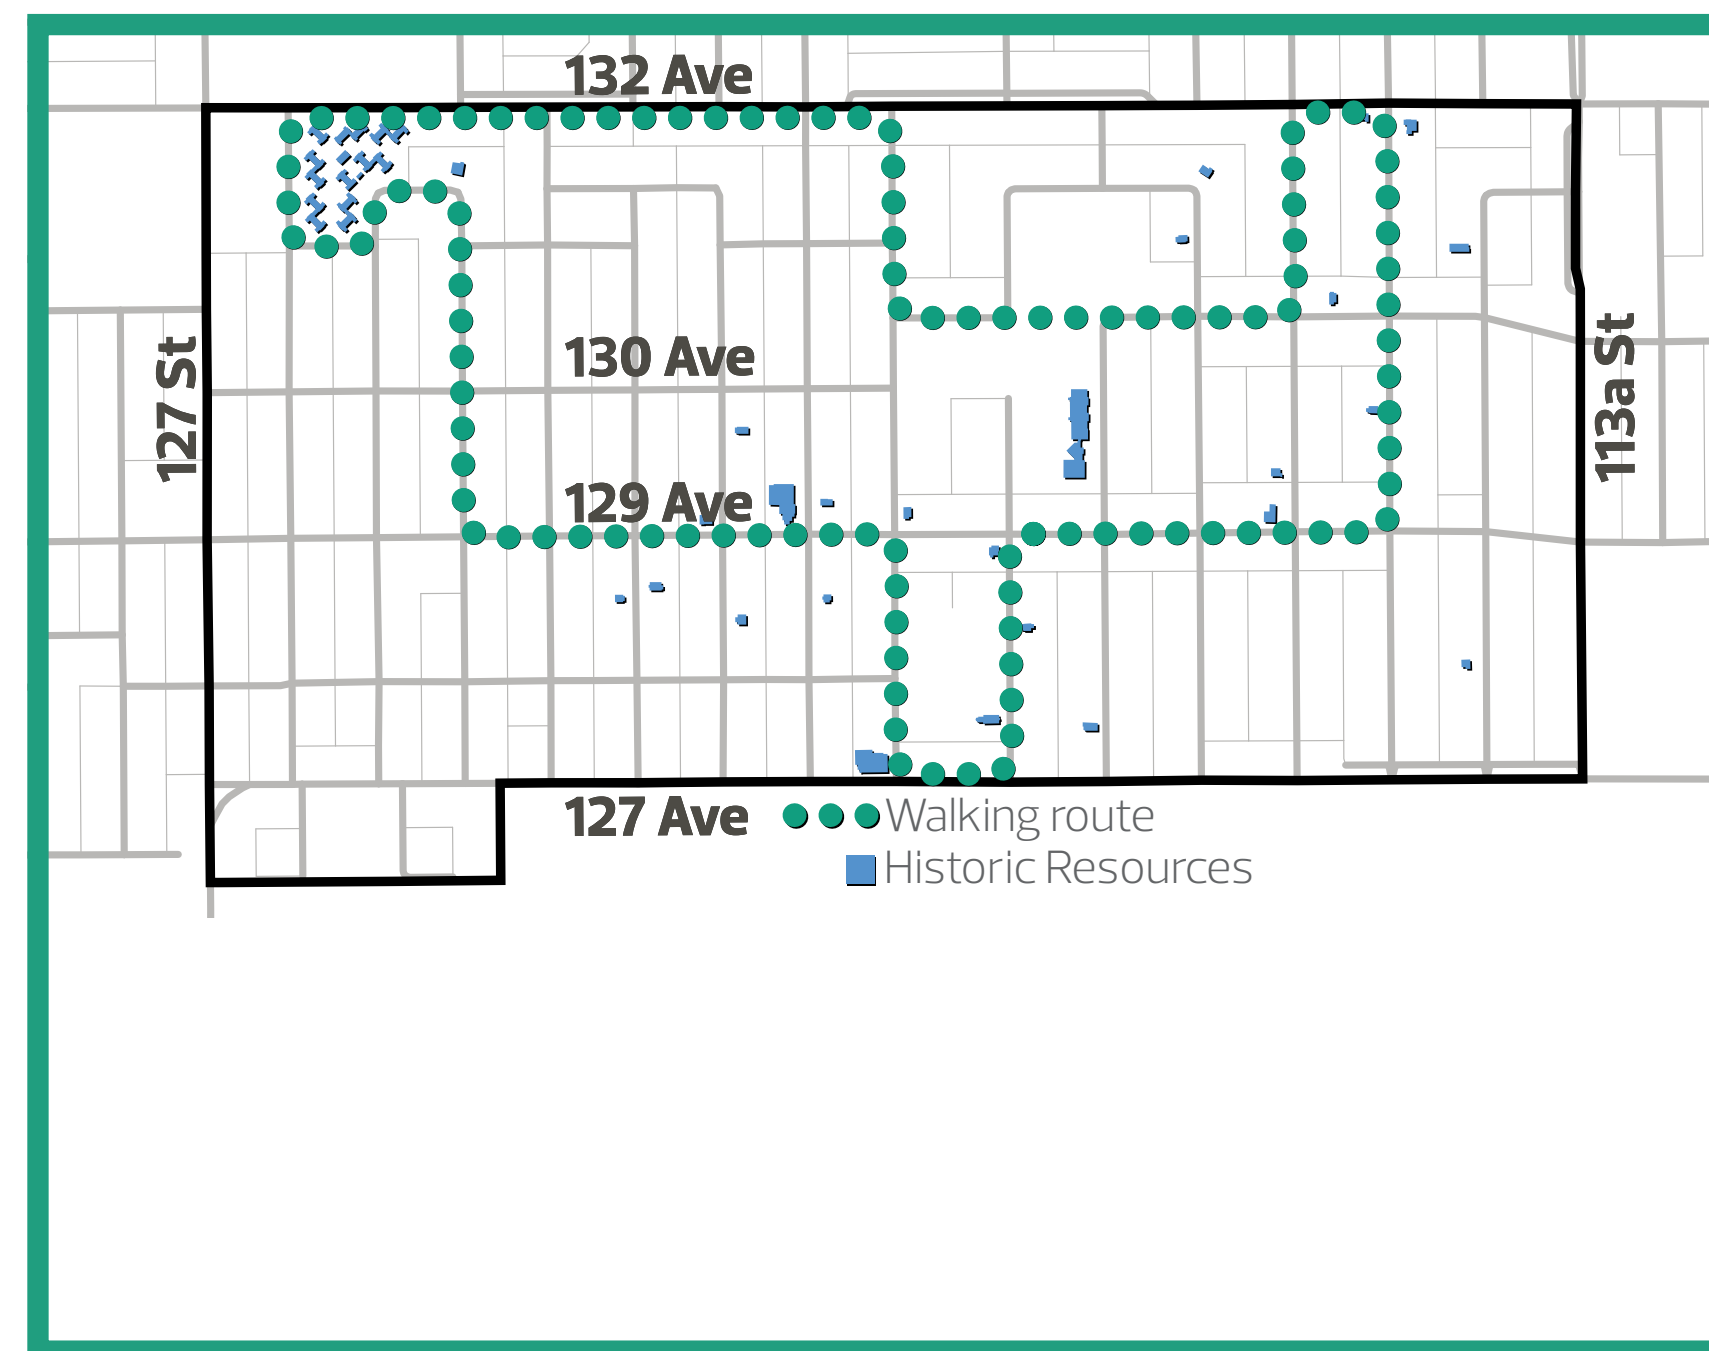 132 Ave
127 St
130 Ave
113a St
129 Ave
127 Ave
Walking route
Historic Resources